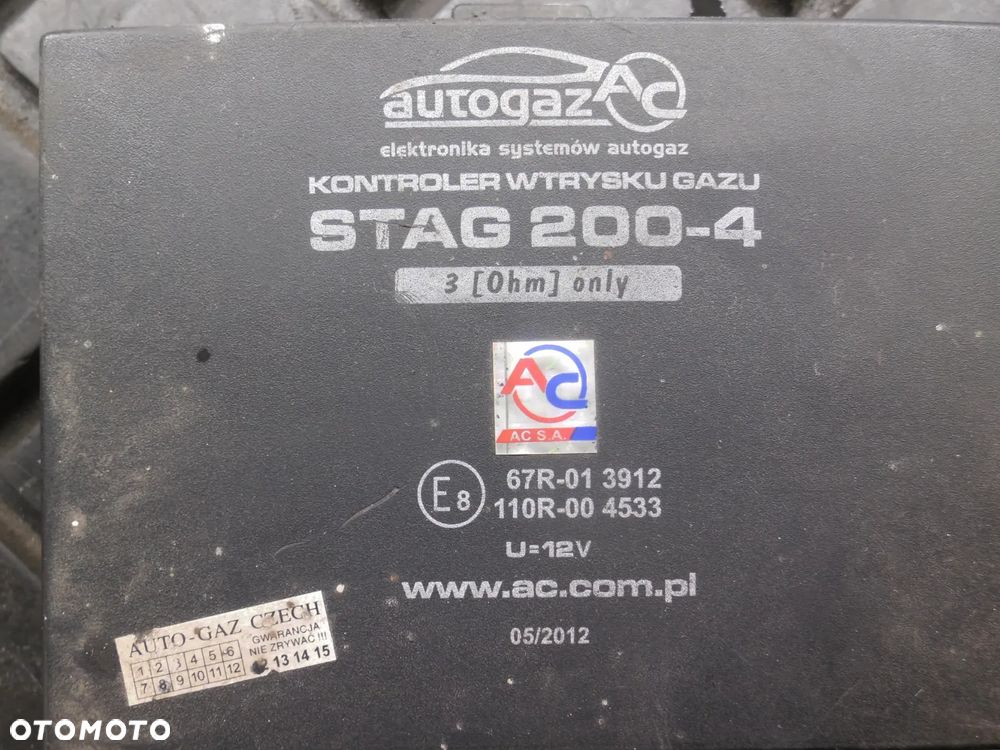 autogaz AC
elektronika systemów autogaz
KONTROLER WTRYSKU GAZU
STAG 200-4
3 [Ohm] only
AC
AC S.A.
E8
67R-01 3912
110R-00 4533
U=12V
www.ac.com.pl
05/2012
AUTO-GAZ CZECH
GWARANCJA
NIE ZRYWAĆ !!!
1 2 3 4 5 6
7 8 9 10 11 12
13 14 15
OTOMOTO